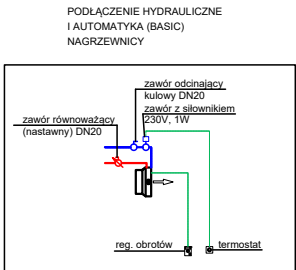 PODŁĄCZENIE HYDRAULICZNE
I AUTOMATYKA (BASIC)
NAGRZEWNICY
zawór odcinający
kulowy DN20
zawór z siłownikiem
230V, 1W
zawór równoważący
(nastawny) DN20
reg. obrotów
termostat